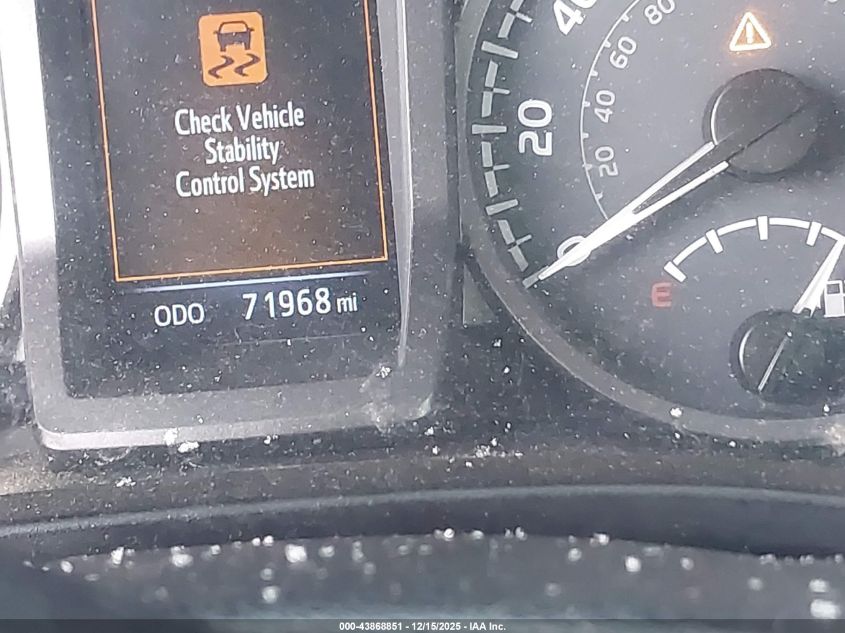 Check Vehicle
Stability
Control System
ODO 71968 mi
40
20
0
80
60
40
20
E
000-43868851 - 12/15/2025 - IAA Inc.